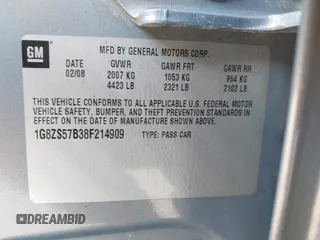 GM
MFD BY GENERAL MOTORS CORP.
DATE GVWR GAWR FRT GAWR RR
02/08 2007 KG 1053 KG 954 KG
4423 LB 2321 LB 2102 LB
THIS VEHICLE CONFORMS TO ALL APPLICABLE U.S. FEDERAL MOTOR
VEHICLE SAFETY, BUMPER, AND THEFT PREVENTION STANDARDS IN
EFFECT ON THE DATE OF MANUFACTURE SHOWN ABOVE.
1G8ZS57B38F214909 TYPE: PASS CAR
AUTOHELPERBOT.COM